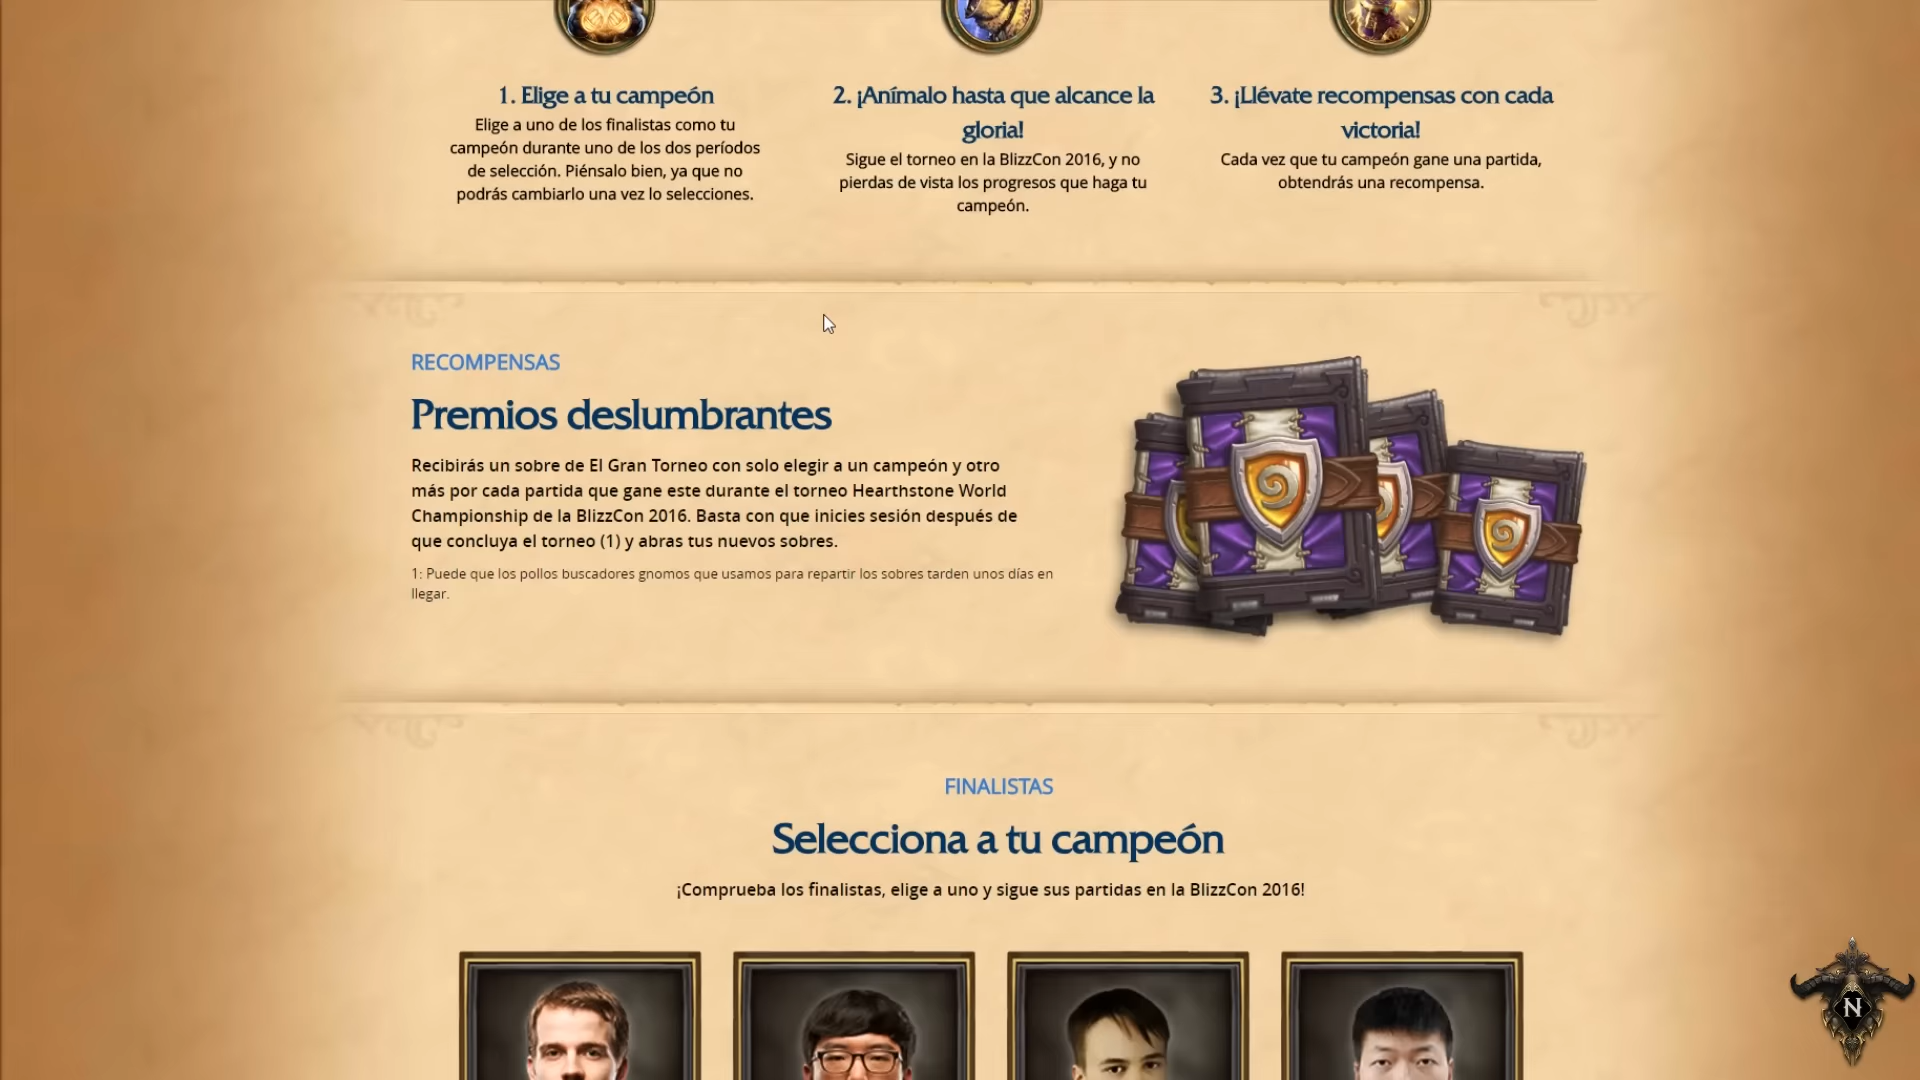 1. Elige a tu campeón
Elige a uno de los finalistas como tu
campeón durante uno de los dos períodos
de selección. Piénsalo bien, ya que no
podrás cambiarlo una vez lo selecciones.
2. ¡Anímalo hasta que alcance la
gloria!
Sigue el torneo en la BlizzCon 2016, y no
pierdas de vista los progresos que haga tu
campeón.
3. ¡Llévate recompensas con cada
victoria!
Cada vez que tu campeón gane una partida,
obtendrás una recompensa.
RECOMPENSAS
Premios deslumbrantes
Recibirás un sobre de El Gran Torneo con solo elegir a un campeón y otro
más por cada partida que gane este durante el torneo Hearthstone World
Championship de la BlizzCon 2016. Basta con que inicies sesión después de
que concluya el torneo (1) y abras tus nuevos sobres.
1: Puede que los pollos buscadores gnomos que usamos para repartir los sobres tarden unos días en
llegar.
FINALISTAS
Selecciona a tu campeón
¡Comprueba los finalistas, elige a uno y sigue sus partidas en la BlizzCon 2016!
N